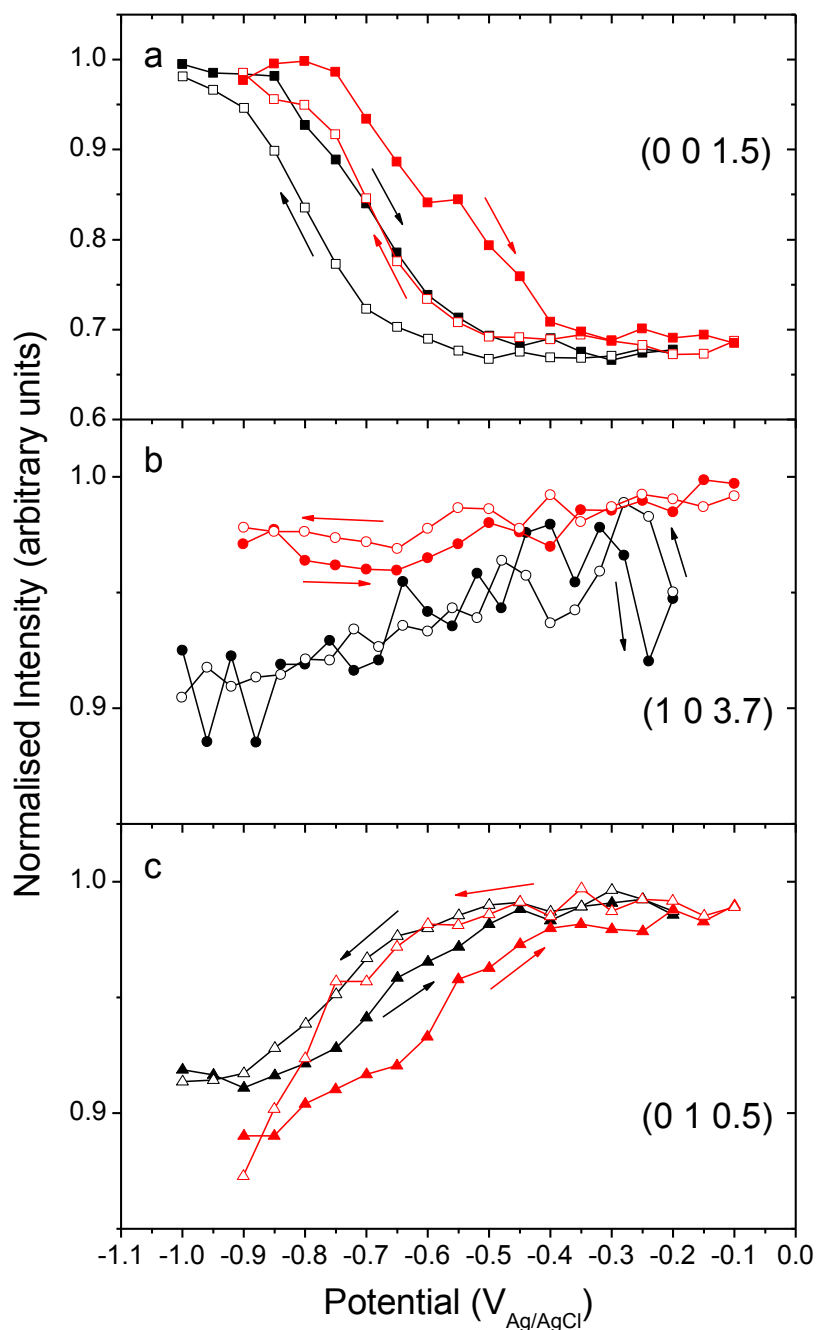 a
1.0
0.9
0.8
0.7
0.6
(0 0 1.5)
b
1.0
0.9
(1 0 3.7)
c
1.0
0.9
(0 1 0.5)
-1.1 -1.0 -0.9 -0.8 -0.7 -0.6 -0.5 -0.4 -0.3 -0.2 -0.1 0.0
Potential (V_Ag/AgCl)
Normalised Intensity (arbitrary units)